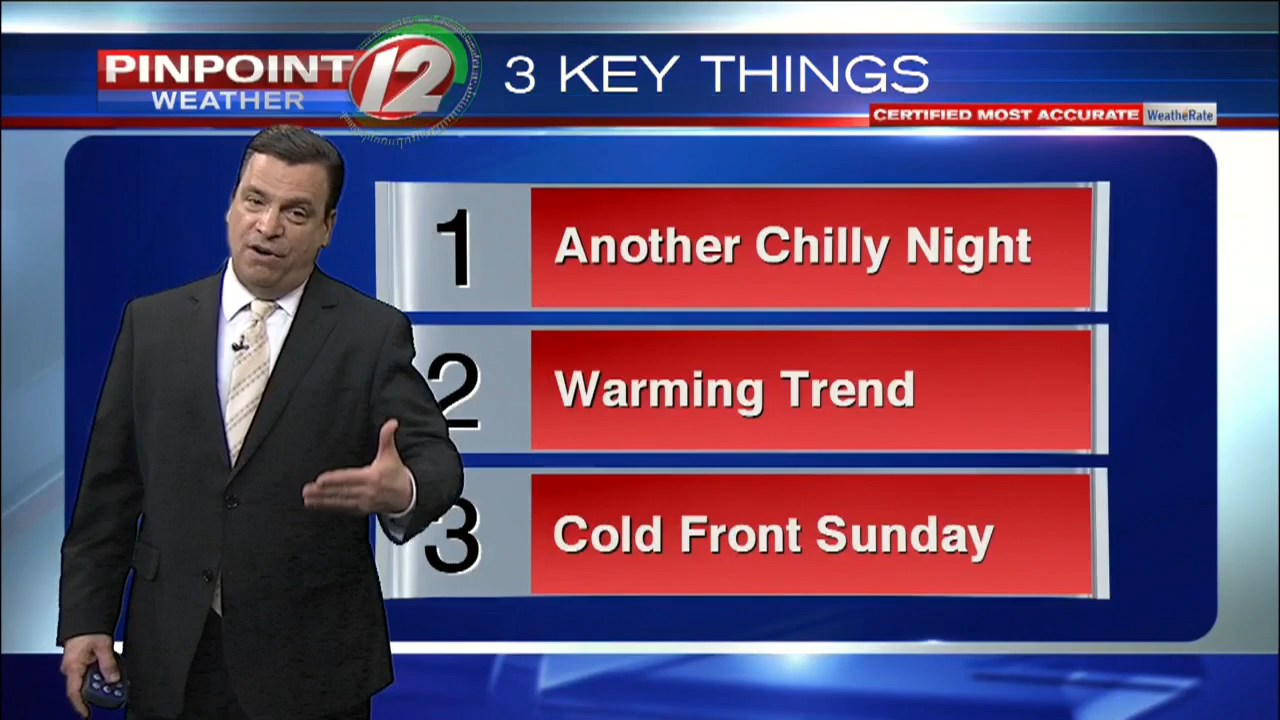 PINPOINT 12
WEATHER
3 KEY THINGS
CERTIFIED MOST ACCURATE WeatheRate
1 Another Chilly Night
2 Warming Trend
3 Cold Front Sunday